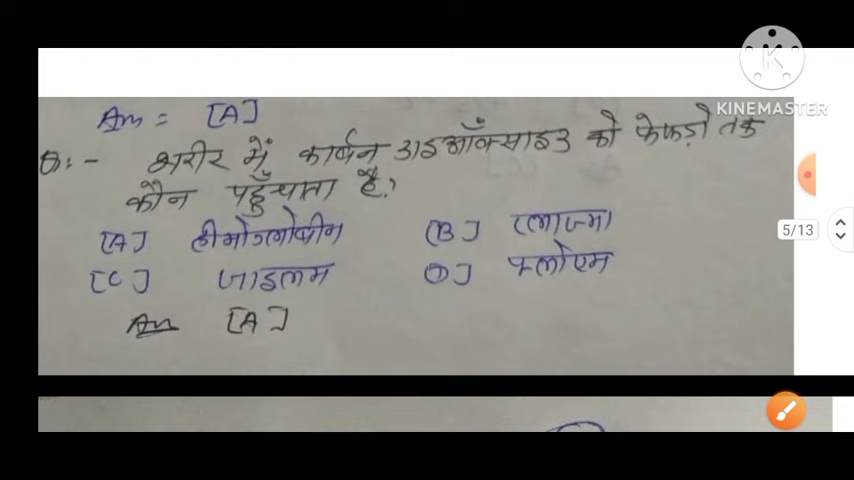 Ans = [A]
Q:- शरीर में कार्बन डाइऑक्साइड को फेफड़ो तक
कौन पहुँचाता है?
[A] हीमोग्लोबीन [B] प्लाज्मा
[C] जाइलम [D] फ्लोएम
Ans [A]
KINEMASTER
5/13